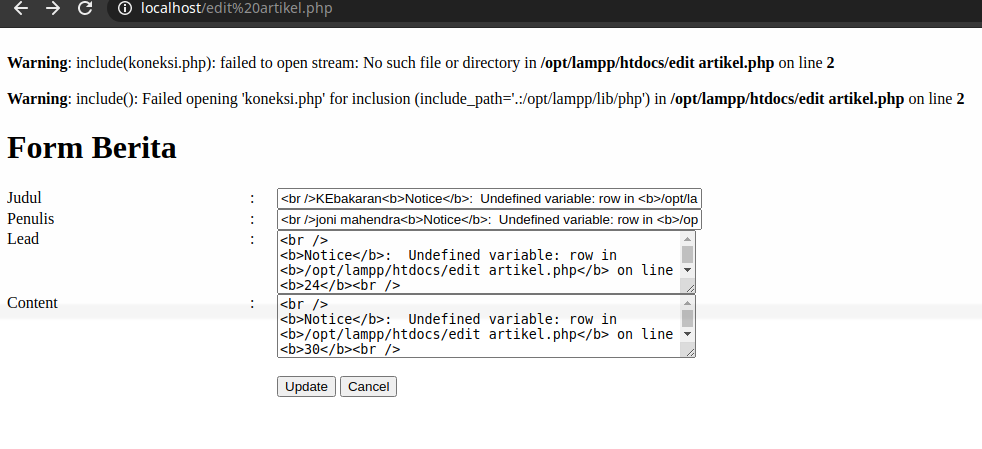 localhost/edit%20artikel.php
Warning: include(koneksi.php): failed to open stream: No such file or directory in /opt/lampp/htdocs/edit artikel.php on line 2
Warning: include(): Failed opening 'koneksi.php' for inclusion (include_path='.:/opt/lampp/lib/php') in /opt/lampp/htdocs/edit artikel.php on line 2
Form Berita
Judul : <br />KEbakaran<b>Notice</b>:  Undefined variable: row in <b>/opt/la
Penulis : <br />joni mahendra<b>Notice</b>:  Undefined variable: row in <b>/op
Lead : <br />
<b>Notice</b>:  Undefined variable: row in
<b>/opt/lampp/htdocs/edit artikel.php</b> on line
<b>24</b><br />
Content : <br />
<b>Notice</b>:  Undefined variable: row in
<b>/opt/lampp/htdocs/edit artikel.php</b> on line
<b>30</b><br />
Update Cancel